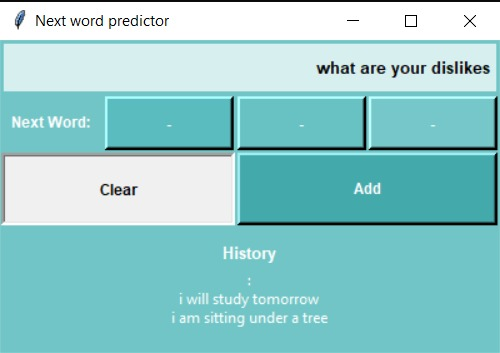 Next word predictor
what are your dislikes
Next Word: - - -
Clear Add
History
:
i will study tomorrow
i am sitting under a tree